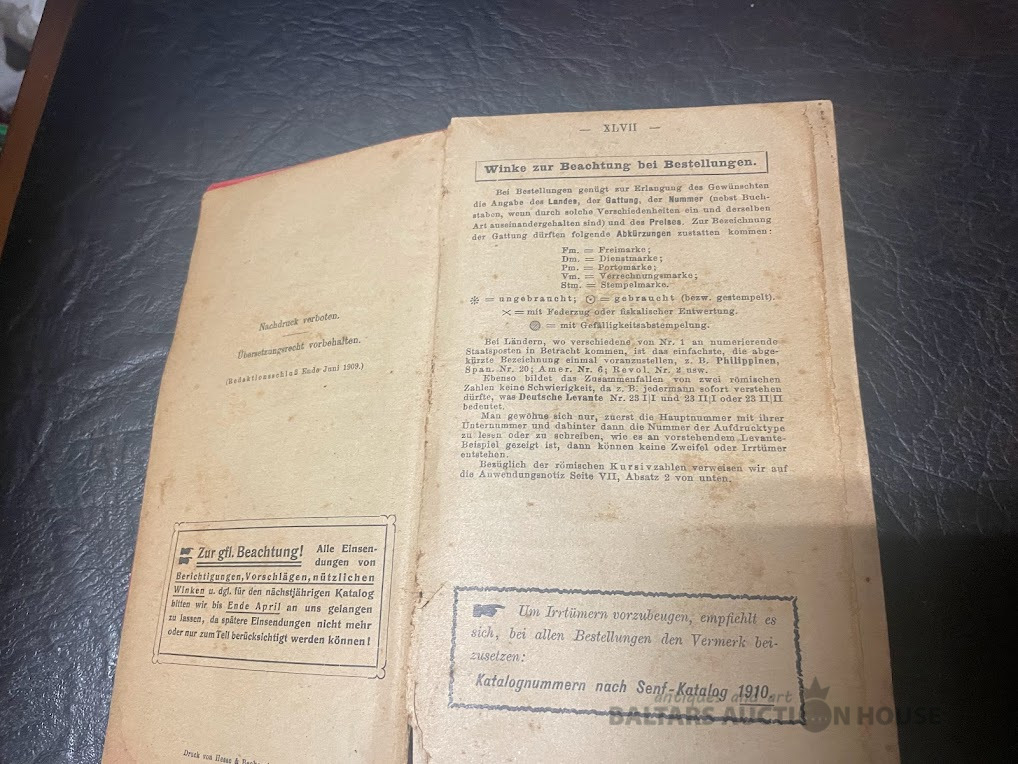 Nachdruck verboten.
Übersetzungsrecht vorbehalten.
(Redaktionsschluß Ende Juni 1909.)
Zur gfl. Beachtung! Alle Einsen-
dungen von
Berichtigungen, Vorschlägen, nützlichen
Winken u. dgl. für den nächstjährigen Katalog
bitten wir bis Ende April an uns gelangen
zu lassen, da spätere Einsendungen nicht mehr
oder nur zum Teil berücksichtigt werden können!
Druck von Hesse &
— XLVII —
Winke zur Beachtung bei Bestellungen.
Bei Bestellungen genügt zur Erlangung des Gewünschten
die Angabe des Landes, der Gattung, der Nummer (nebst Buch-
staben, wenn durch solche Verschiedenheiten ein und derselben
Art auseinandergehalten sind) und des Preises. Zur Bezeichnung
der Gattung dürften folgende Abkürzungen zustatten kommen:
Fm. = Freimarke;
Dm. = Dienstmarke;
Pm. = Portomarke;
Vm. = Verrechnungsmarke;
Stm. = Stempelmarke.
= ungebraucht; ⊙ = gebraucht (bezw. gestempelt).
× = mit Federzug oder fiskalischer Entwertung.
= mit Gefälligkeitsabstempelung.
Bei Ländern, wo verschiedene von Nr. 1 an numerierende
Staatsposten in Betracht kommen, ist das einfachste, die abge-
kürzte Bezeichnung einmal voranzustellen, z. B. Philippinen,
Span. Nr. 20; Amer. Nr. 6; Revol. Nr. 2 usw.
Ebenso bildet das Zusammenfallen von zwei römischen
Zahlen keine Schwierigkeit, da z. B. jedermann sofort verstehen
dürfte, was Deutsche Levante Nr. 23 I|I und 23 II|I oder 23 II|II
bedeutet.
Man gewöhne sich nur, zuerst die Hauptnummer mit ihrer
Unternummer und dahinter dann die Nummer der Aufdrucktype
zu lesen oder zu schreiben, wie es an vorstehendem Levante-
Beispiel gezeigt ist, dann können keine Zweifel oder Irrtümer
entstehen.
Bezüglich der römischen Kursivzahlen verweisen wir auf
die Anwendungsnotiz Seite VII, Absatz 2 von unten.
Um Irrtümern vorzubeugen, empfiehlt es
sich, bei allen Bestellungen den Vermerk bei-
zusetzen:
Katalognummern nach Senf-Katalog 1910.
antiques and art
BALTARS AUCTION HOUSE